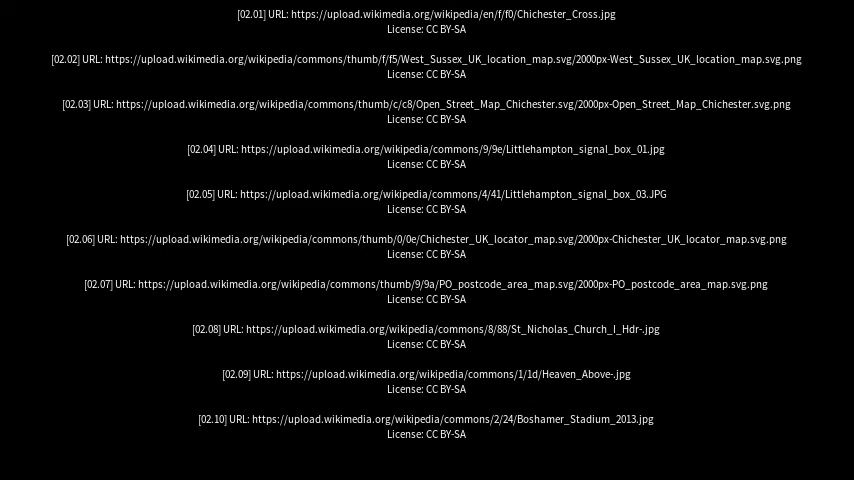 [02.01] URL: https://upload.wikimedia.org/wikipedia/en/f/f0/Chichester_Cross.jpg
License: CC BY-SA
[02.02] URL: https://upload.wikimedia.org/wikipedia/commons/thumb/f/f5/West_Sussex_UK_location_map.svg/2000px-West_Sussex_UK_location_map.svg.png
License: CC BY-SA
[02.03] URL: https://upload.wikimedia.org/wikipedia/commons/thumb/c/c8/Open_Street_Map_Chichester.svg/2000px-Open_Street_Map_Chichester.svg.png
License: CC BY-SA
[02.04] URL: https://upload.wikimedia.org/wikipedia/commons/9/9e/Littlehampton_signal_box_01.jpg
License: CC BY-SA
[02.05] URL: https://upload.wikimedia.org/wikipedia/commons/4/41/Littlehampton_signal_box_03.JPG
License: CC BY-SA
[02.06] URL: https://upload.wikimedia.org/wikipedia/commons/thumb/0/0e/Chichester_UK_locator_map.svg/2000px-Chichester_UK_locator_map.svg.png
License: CC BY-SA
[02.07] URL: https://upload.wikimedia.org/wikipedia/commons/thumb/9/9a/PO_postcode_area_map.svg/2000px-PO_postcode_area_map.svg.png
License: CC BY-SA
[02.08] URL: https://upload.wikimedia.org/wikipedia/commons/8/88/St_Nicholas_Church_I_Hdr-.jpg
License: CC BY-SA
[02.09] URL: https://upload.wikimedia.org/wikipedia/commons/1/1d/Heaven_Above-.jpg
License: CC BY-SA
[02.10] URL: https://upload.wikimedia.org/wikipedia/commons/2/24/Boshamer_Stadium_2013.jpg
License: CC BY-SA